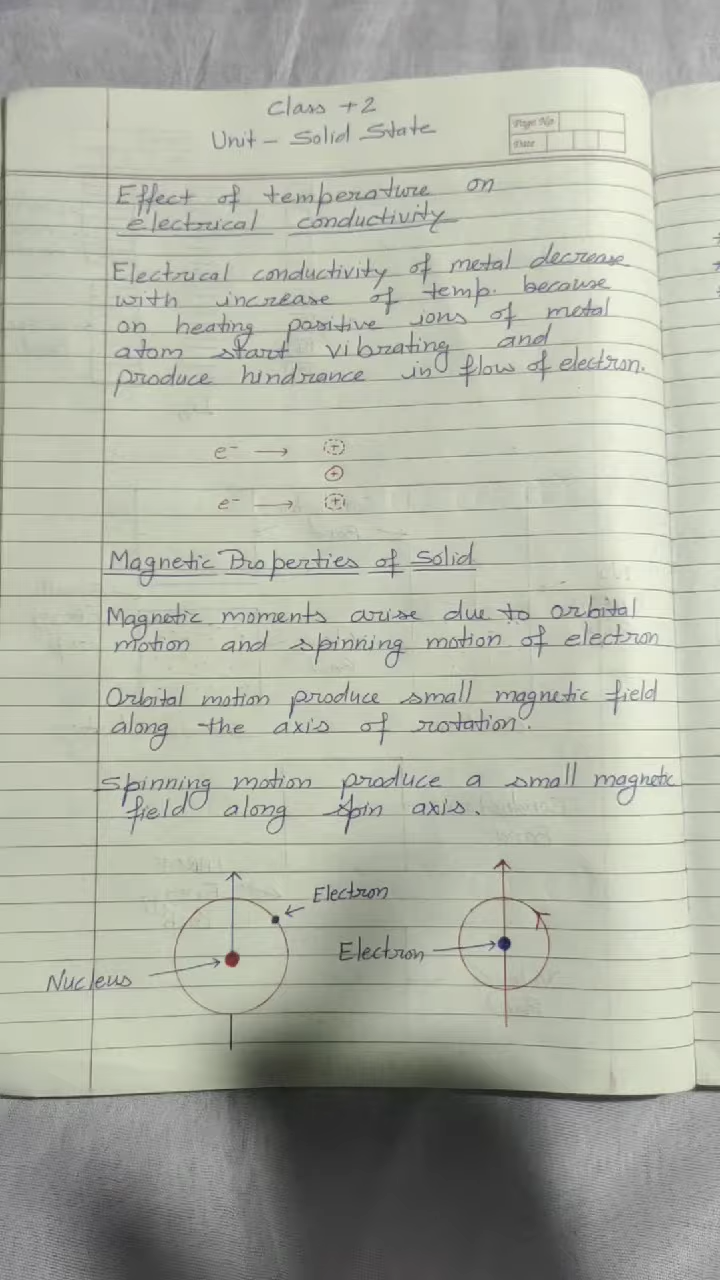 Class +2
Unit - Solid State
Page No
Date
Effect of temperature on
electrical conductivity
Electrical conductivity of metal decrease
with increase of temp. because
on heating positive ions of metal
atom start vibrating and
produce hindrance in flow of electron.
e⁻ → (+)
(+)
e⁻ → (+)
Magnetic Properties of Solid
Magnetic moments arise due to orbital
motion and spinning motion of electron
Orbital motion produce small magnetic field
along the axis of rotation.
Spinning motion produce a small magnetic
field along spin axis.
Electron
Electron
Nucleus